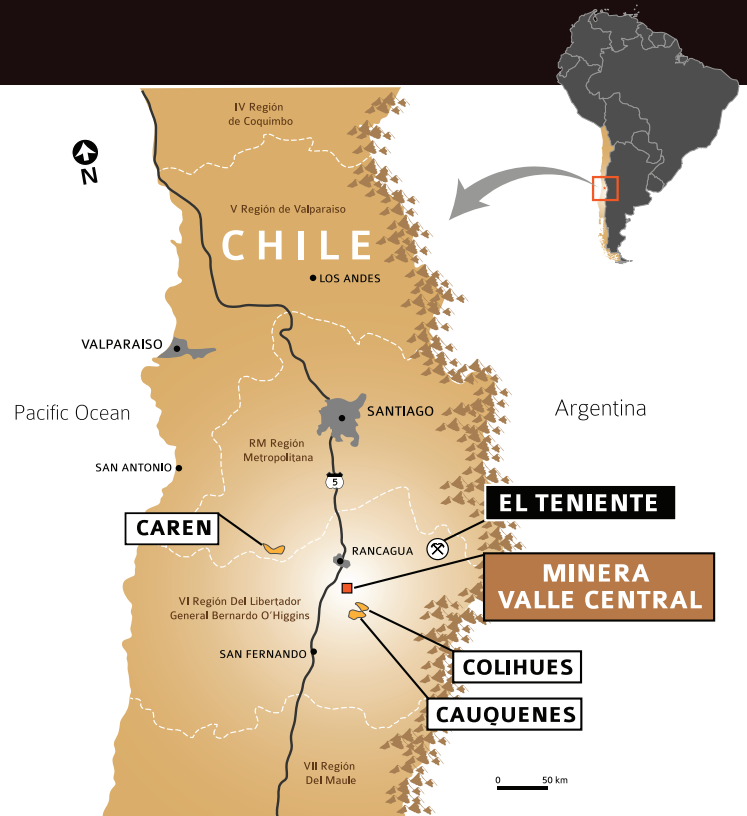 IV Región
de Coquimbo
N
V Región de Valparaiso
CHILE
LOS ANDES
VALPARAISO
Pacific Ocean
SANTIAGO
Argentina
RM Región
Metropolitana
SAN ANTONIO
5
EL TENIENTE
CAREN
RANCAGUA
MINERA
VALLE CENTRAL
VI Región Del Libertador
General Bernardo O'Higgins
SAN FERNANDO
COLIHUES
CAUQUENES
VII Región
Del Maule
0 50 km